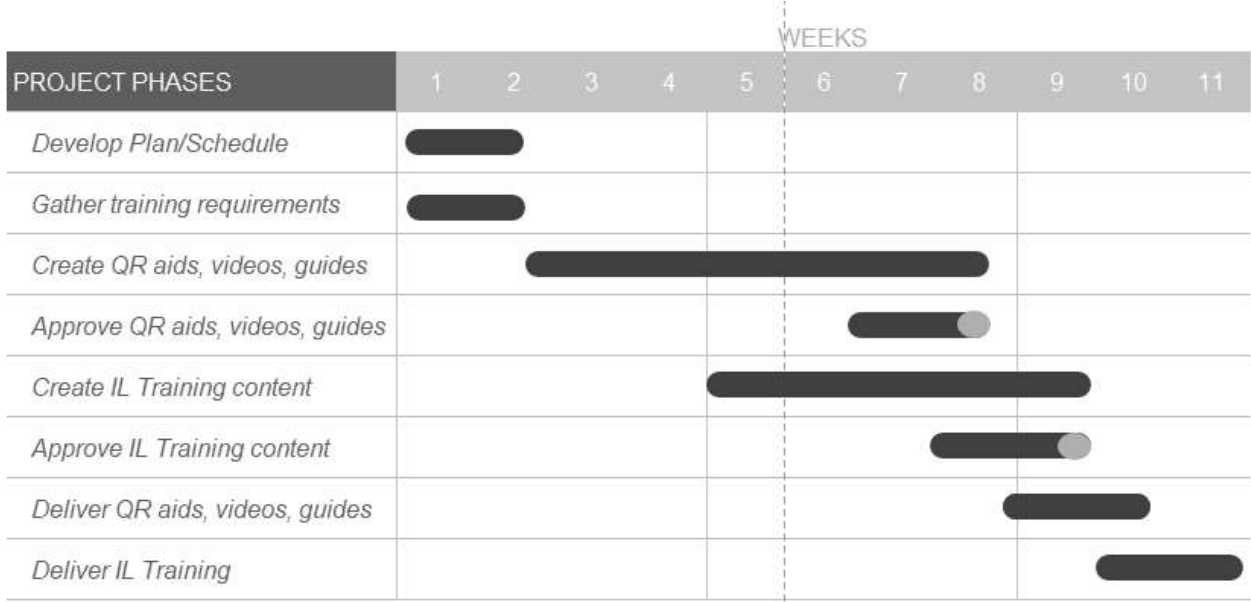 WEEKS
PROJECT PHASES 1 2 3 4 5 6 7 8 9 10 11
Develop Plan/Schedule
Gather training requirements
Create QR aids, videos, guides
Approve QR aids, videos, guides
Create IL Training content
Approve IL Training content
Deliver QR aids, videos, guides
Deliver IL Training